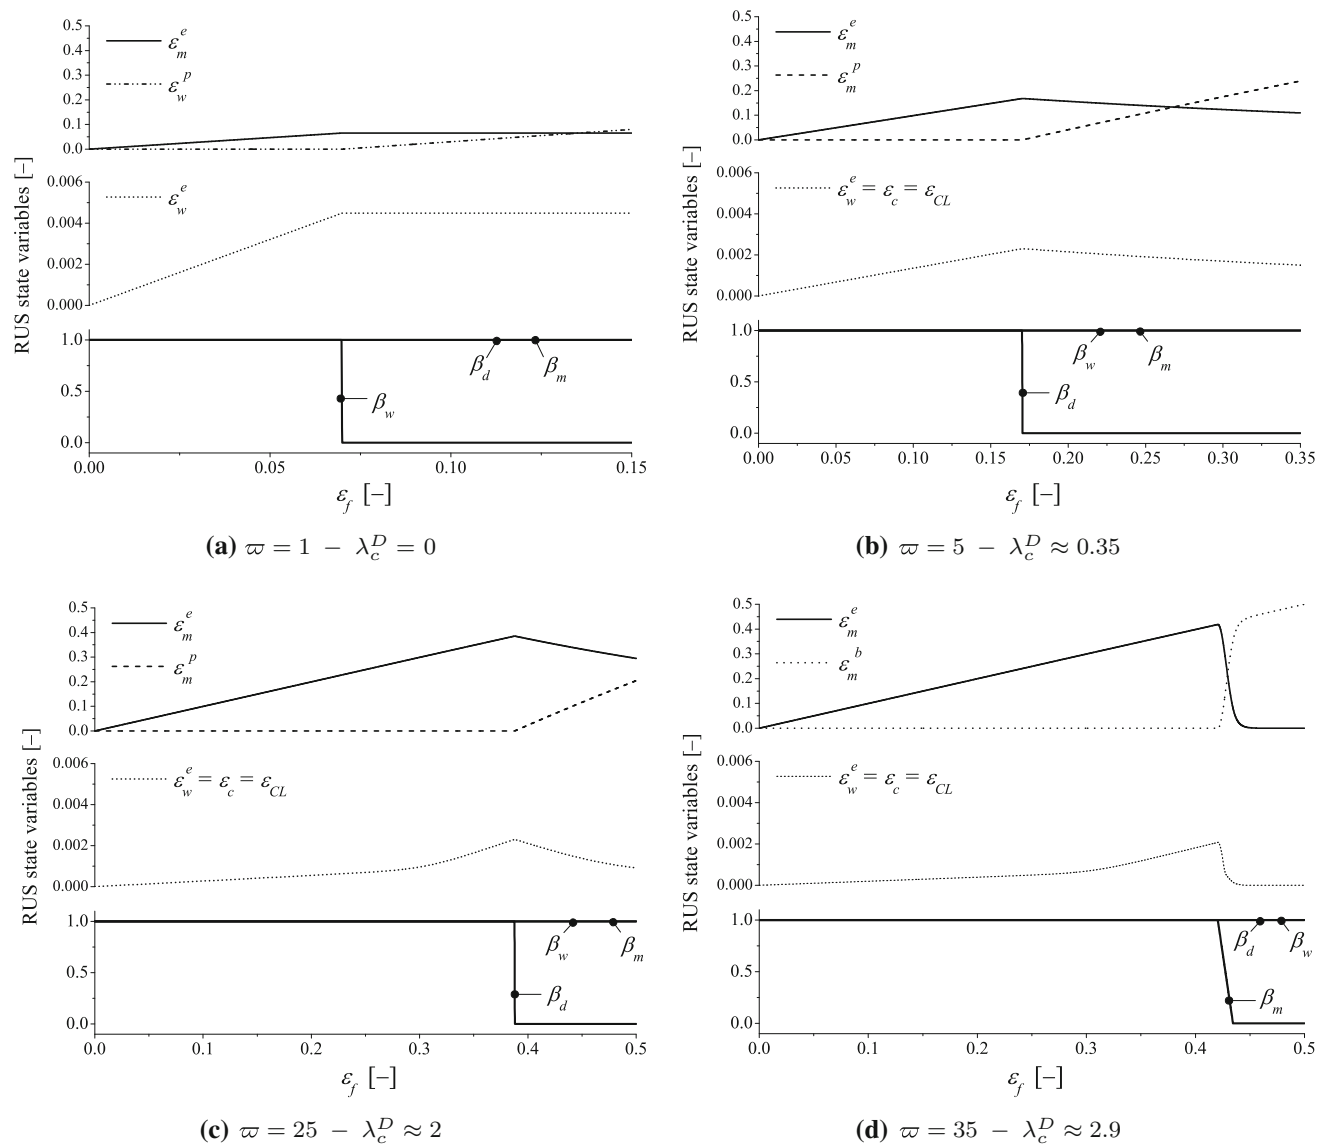 RUS state variables [–]
0.5
0.4
0.3
0.2
0.1
0.0
ε_m^e
ε_w^p
0.006
0.004
0.002
0.000
ε_w^e
1.0
0.5
0.0
β_d
β_m
β_w
0.00 0.05 0.10 0.15
ε_f [–]
(a) ϖ = 1 – λ_c^D = 0
RUS state variables [–]
0.5
0.4
0.3
0.2
0.1
0.0
ε_m^e
ε_m^p
0.006
0.004
0.002
0.000
ε_w^e = ε_c = ε_CL
1.0
0.5
0.0
β_w
β_m
β_d
0.00 0.05 0.10 0.15 0.20 0.25 0.30 0.35
ε_f [–]
(b) ϖ = 5 – λ_c^D ≈ 0.35
RUS state variables [–]
0.5
0.4
0.3
0.2
0.1
0.0
ε_m^e
ε_m^p
0.006
0.004
0.002
0.000
ε_w^e = ε_c = ε_CL
1.0
0.5
0.0
β_w
β_m
β_d
0.0 0.1 0.2 0.3 0.4 0.5
ε_f [–]
(c) ϖ = 25 – λ_c^D ≈ 2
RUS state variables [–]
0.5
0.4
0.3
0.2
0.1
0.0
ε_m^e
ε_m^b
0.006
0.004
0.002
0.000
ε_w^e = ε_c = ε_CL
1.0
0.5
0.0
β_d
β_w
β_m
0.0 0.1 0.2 0.3 0.4 0.5
ε_f [–]
(d) ϖ = 35 – λ_c^D ≈ 2.9